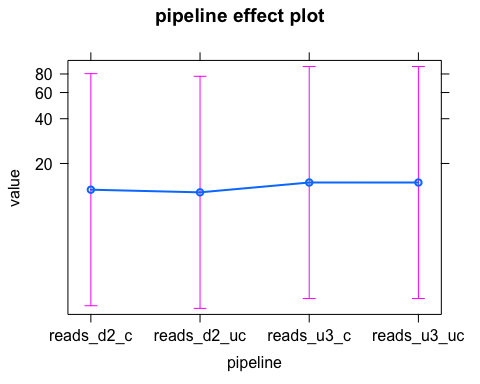 pipeline effect plot
80
60
40
20
value
reads_d2_c reads_d2_uc reads_u3_c reads_u3_uc
pipeline